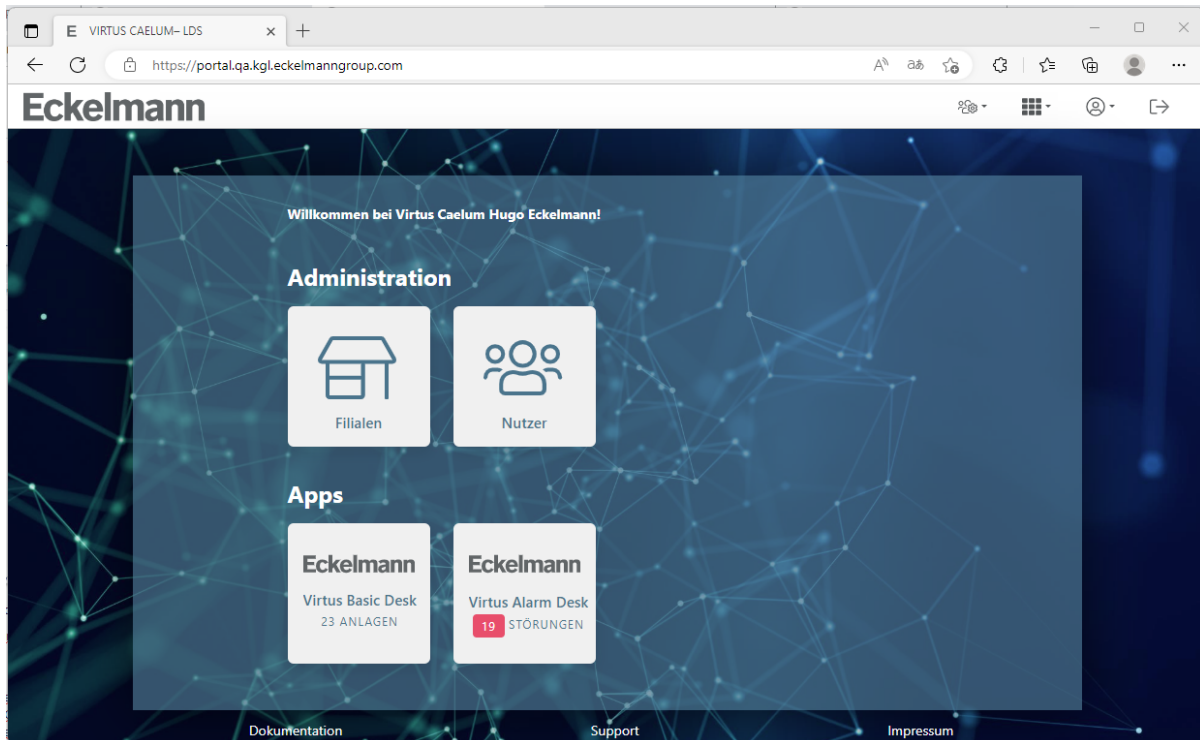 VIRTUS CAELUM– LDS
https://portal.qa.kgl.eckelmanngroup.com
Eckelmann
Willkommen bei Virtus Caelum Hugo Eckelmann!
Administration
Filialen
Nutzer
Apps
Eckelmann
Virtus Basic Desk
23 ANLAGEN
Eckelmann
Virtus Alarm Desk
19 STÖRUNGEN
Dokumentation
Support
Impressum